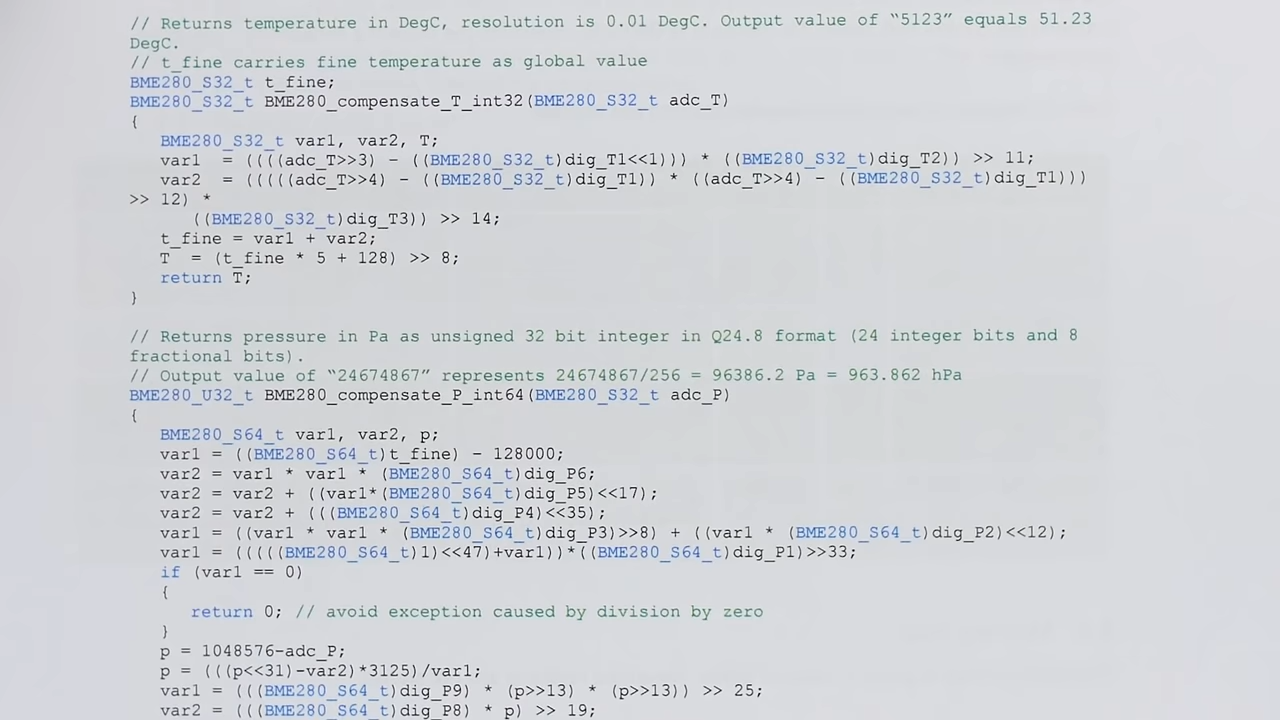 // Returns temperature in DegC, resolution is 0.01 DegC. Output value of “5123” equals 51.23
DegC.
// t_fine carries fine temperature as global value
BME280_S32_t t_fine;
BME280_S32_t BME280_compensate_T_int32(BME280_S32_t adc_T)
{
BME280_S32_t var1, var2, T;
var1  = ((((adc_T>>3) – ((BME280_S32_t)dig_T1<<1))) * ((BME280_S32_t)dig_T2)) >> 11;
var2  = (((((adc_T>>4) – ((BME280_S32_t)dig_T1)) * ((adc_T>>4) – ((BME280_S32_t)dig_T1)))
>> 12) *
((BME280_S32_t)dig_T3)) >> 14;
t_fine = var1 + var2;
T  = (t_fine * 5 + 128) >> 8;
return T;
}
// Returns pressure in Pa as unsigned 32 bit integer in Q24.8 format (24 integer bits and 8
fractional bits).
// Output value of “24674867” represents 24674867/256 = 96386.2 Pa = 963.862 hPa
BME280_U32_t BME280_compensate_P_int64(BME280_S32_t adc_P)
{
BME280_S64_t var1, var2, p;
var1 = ((BME280_S64_t)t_fine) – 128000;
var2 = var1 * var1 * (BME280_S64_t)dig_P6;
var2 = var2 + ((var1*(BME280_S64_t)dig_P5)<<17);
var2 = var2 + (((BME280_S64_t)dig_P4)<<35);
var1 = ((var1 * var1 * (BME280_S64_t)dig_P3)>>8) + ((var1 * (BME280_S64_t)dig_P2)<<12);
var1 = (((((BME280_S64_t)1)<<47)+var1))*((BME280_S64_t)dig_P1)>>33;
if (var1 == 0)
{
return 0; // avoid exception caused by division by zero
}
p = 1048576-adc_P;
p = (((p<<31)-var2)*3125)/var1;
var1 = (((BME280_S64_t)dig_P9) * (p>>13) * (p>>13)) >> 25;
var2 = (((BME280_S64_t)dig_P8) * p) >> 19;